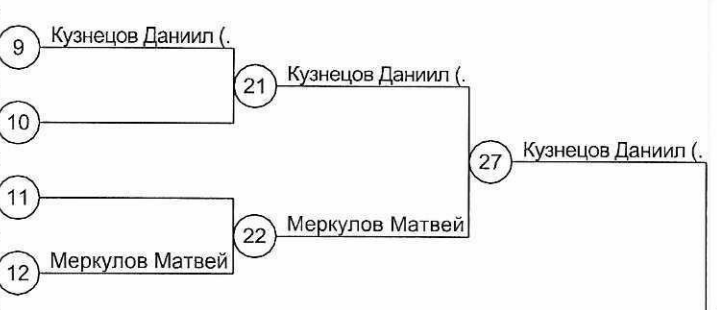 9 Кузнецов Даниил (.
21 Кузнецов Даниил (.
10
27 Кузнецов Даниил (.
11
22 Меркулов Матвей
12 Меркулов Матвей